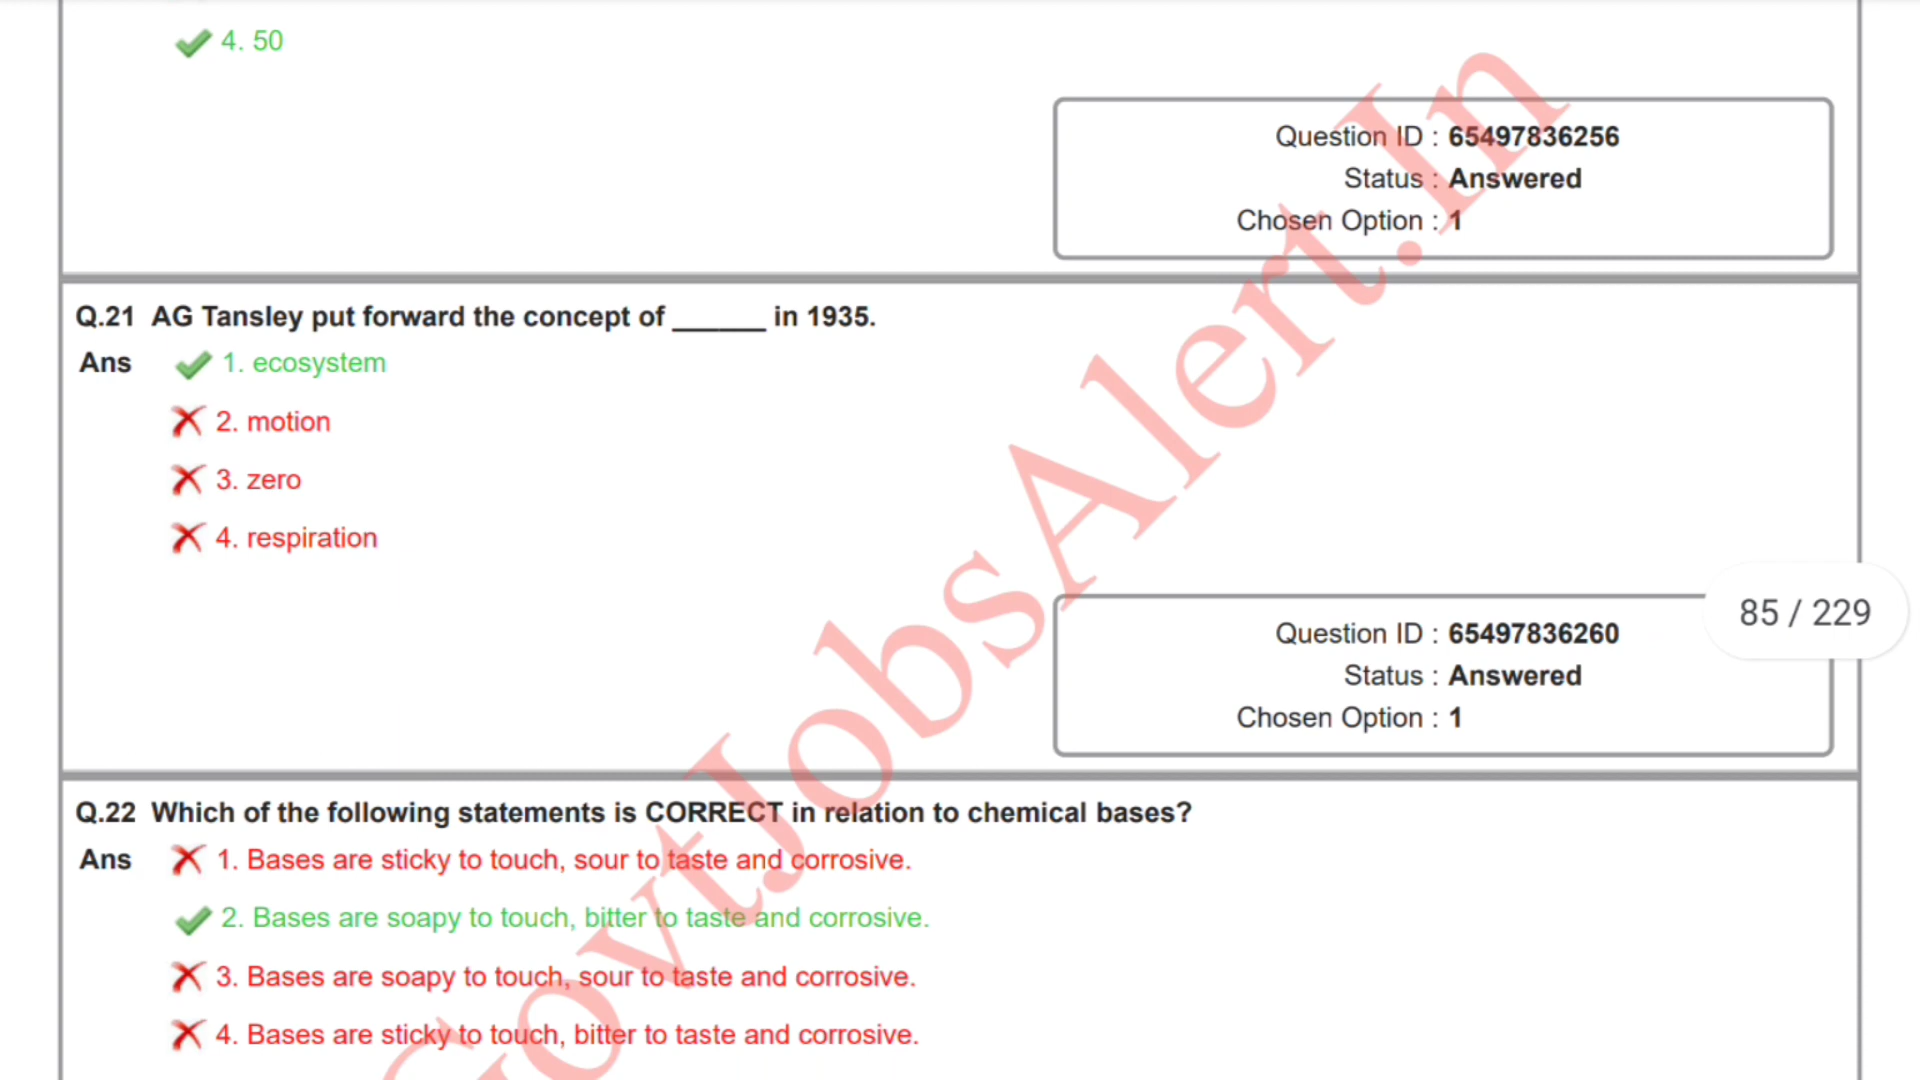 4. 50
Question ID : 65497836256
Status : Answered
Chosen Option : 1
Q.21 AG Tansley put forward the concept of ______ in 1935.
Ans 1. ecosystem
2. motion
3. zero
4. respiration
85 / 229
Question ID : 65497836260
Status : Answered
Chosen Option : 1
Q.22 Which of the following statements is CORRECT in relation to chemical bases?
Ans 1. Bases are sticky to touch, sour to taste and corrosive.
2. Bases are soapy to touch, bitter to taste and corrosive.
3. Bases are soapy to touch, sour to taste and corrosive.
4. Bases are sticky to touch, bitter to taste and corrosive.
GovtJobsAlert.In